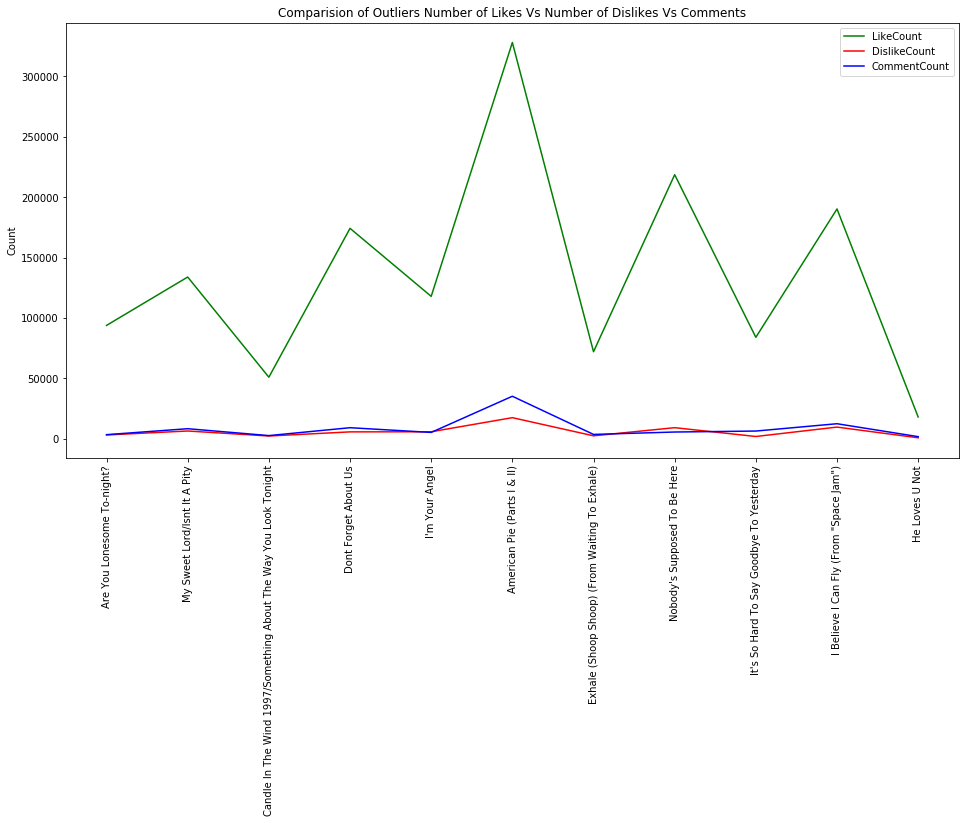 Comparision of Outliers Number of Likes Vs Number of Dislikes Vs Comments
LikeCount
DislikeCount
CommentCount
Count
300000
250000
200000
150000
100000
50000
0
Are You Lonesome To-night?
My Sweet Lord/Isnt It A Pity
Candle In The Wind 1997/Something About The Way You Look Tonight
Dont Forget About Us
I'm Your Angel
American Pie (Parts I & II)
Exhale (Shoop Shoop) (From Waiting To Exhale)
Nobody's Supposed To Be Here
It's So Hard To Say Goodbye To Yesterday
I Believe I Can Fly (From "Space Jam")
He Loves U Not